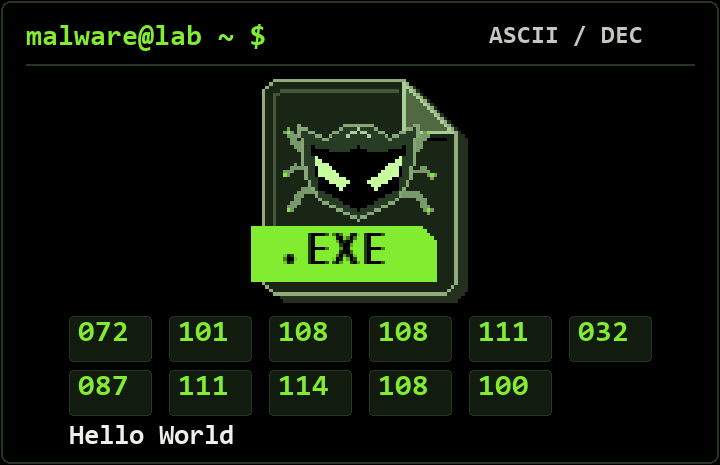 malware@lab ~ $ ASCII / DEC
.EXE
072 101 108 108 111 032
087 111 114 108 100
Hello World